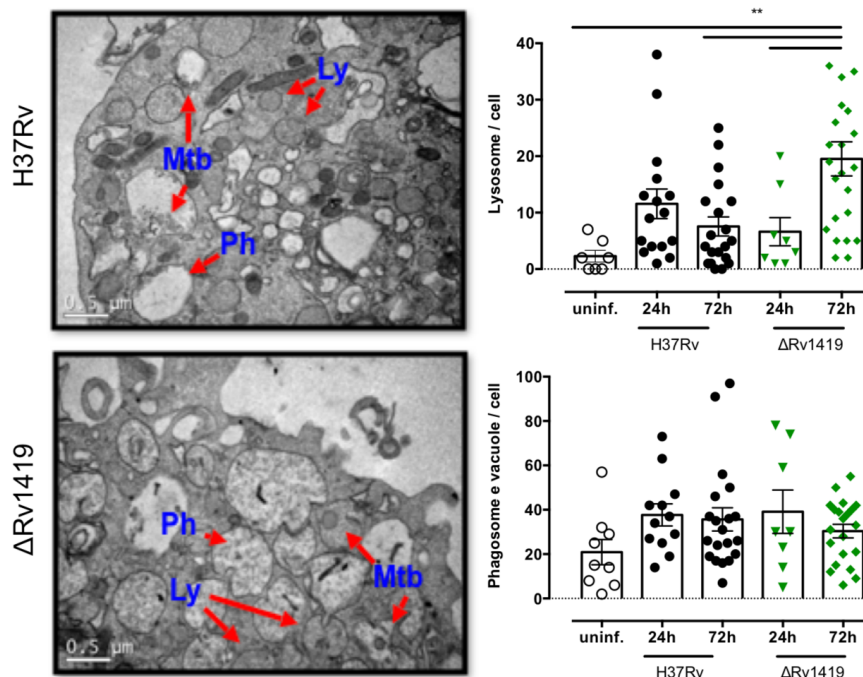 H37Rv
Ly
Mtb
Ph
0.5 µm
ΔRv1419
Ph
Ly
Mtb
0.5 µm
**
Lysosome / cell
40
30
20
10
0
uninf. 24h 72h 24h 72h
H37Rv ΔRv1419
Phagosome e vacuole / cell
100
80
60
40
20
0
uninf. 24h 72h 24h 72h
H37Rv ΔRv1419